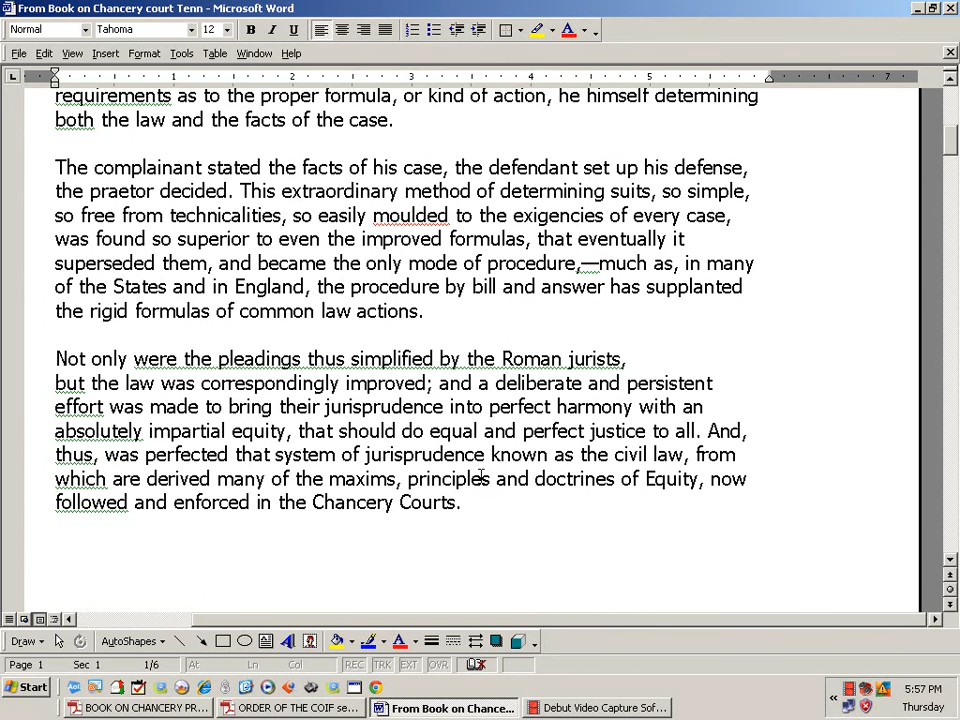 From Book on Chancery court Tenn - Microsoft Word
Normal Tahoma 12 B I U A
File Edit View Insert Format Tools Table Window Help
1 2 3 4 5 7
requirements as to the proper formula, or kind of action, he himself determining
both the law and the facts of the case.
The complainant stated the facts of his case, the defendant set up his defense,
the praetor decided. This extraordinary method of determining suits, so simple,
so free from technicalities, so easily moulded to the exigencies of every case,
was found so superior to even the improved formulas, that eventually it
superseded them, and became the only mode of procedure,—much as, in many
of the States and in England, the procedure by bill and answer has supplanted
the rigid formulas of common law actions.
Not only were the pleadings thus simplified by the Roman jurists,
but the law was correspondingly improved; and a deliberate and persistent
effort was made to bring their jurisprudence into perfect harmony with an
absolutely impartial equity, that should do equal and perfect justice to all. And,
thus, was perfected that system of jurisprudence known as the civil law, from
which are derived many of the maxims, principles and doctrines of Equity, now
followed and enforced in the Chancery Courts.
Draw AutoShapes A A
Page 1 Sec 1 1/6 At Ln Col REC TRK EXT OVR
Start 5:57 PM
Thursday
BOOK ON CHANCERY PR... ORDER OF THE COIF se... From Book on Chance... Debut Video Capture Sof...